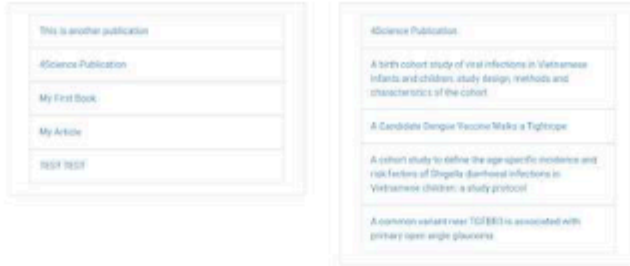 This is another publication
4Science Publication
My First Book
My Article
TEST TEST
4Science Publication
A birth cohort study of viral infections in Vietnamese
infants and children: study design, methods and
characteristics of the cohort
A Candidate Dengue Vaccine Walks a Tightrope
A cohort study to define the age-specific incidence and
risk factors of Shigella diarrhoeal infections in
Vietnamese children: a study protocol
A common variant near TGFBR3 is associated with
primary open angle glaucoma